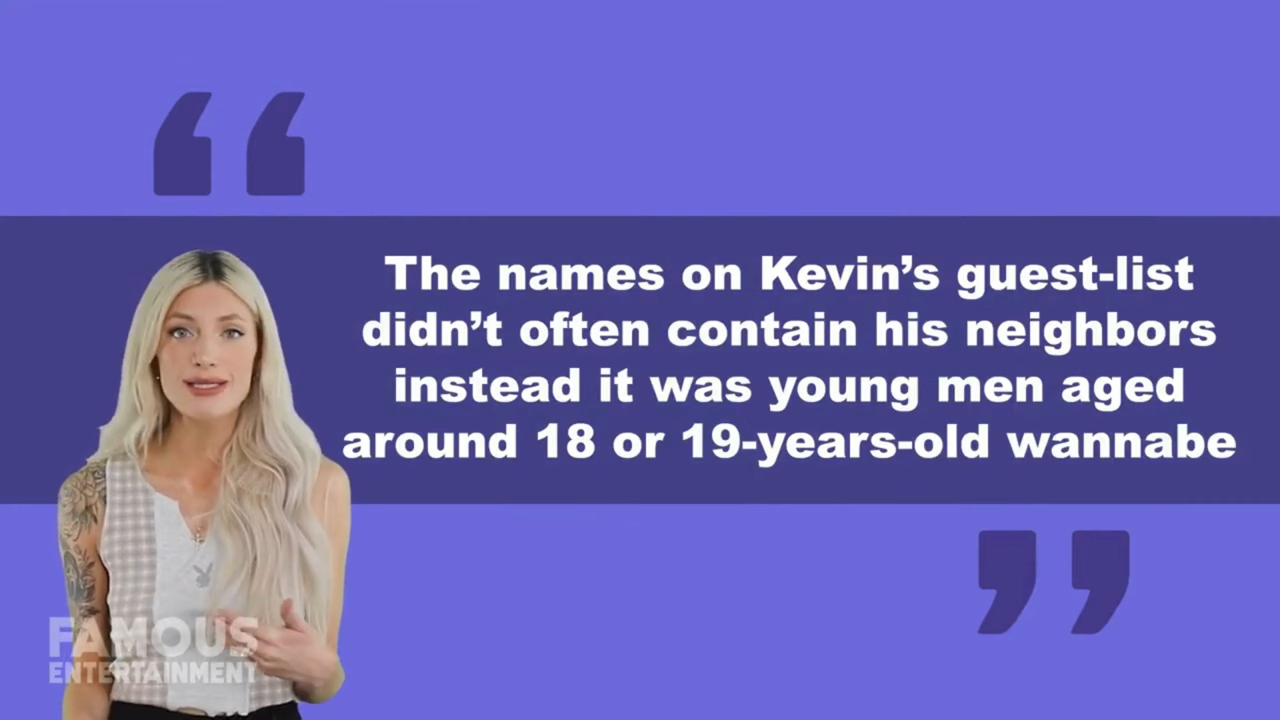 The names on Kevin’s guest-list
didn’t often contain his neighbors
instead it was young men aged
around 18 or 19-years-old wannabe
FAMOUS
ENTERTAINMENT